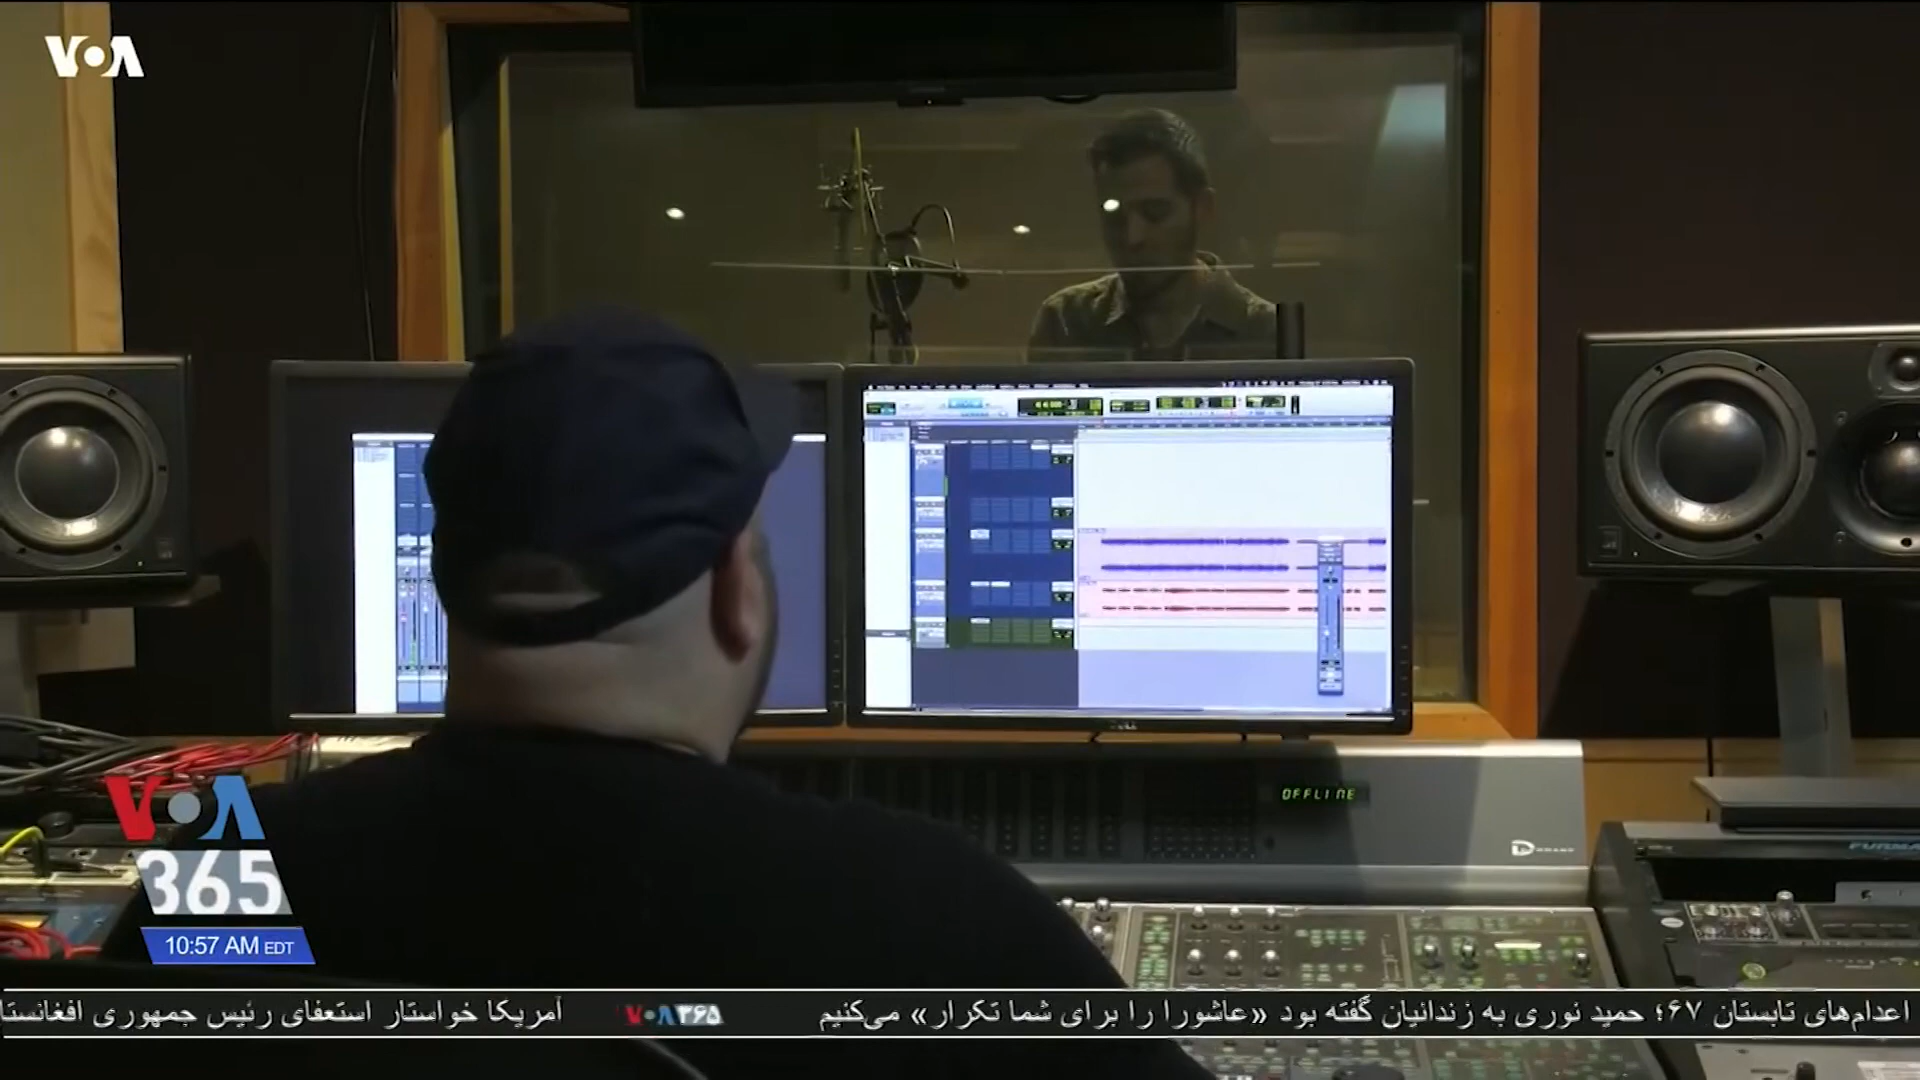 VOA
OFFLINE
VOA
365
10:57 AM EDT
اعدام‌های تابستان ۶۷؛ حمید نوری به زندانیان گفته بود «عاشورا را برای شما تکرار» می‌کنیم
VOA۳۶۵
آمریکا خواستار استعفای رئیس جمهوری افغانستا